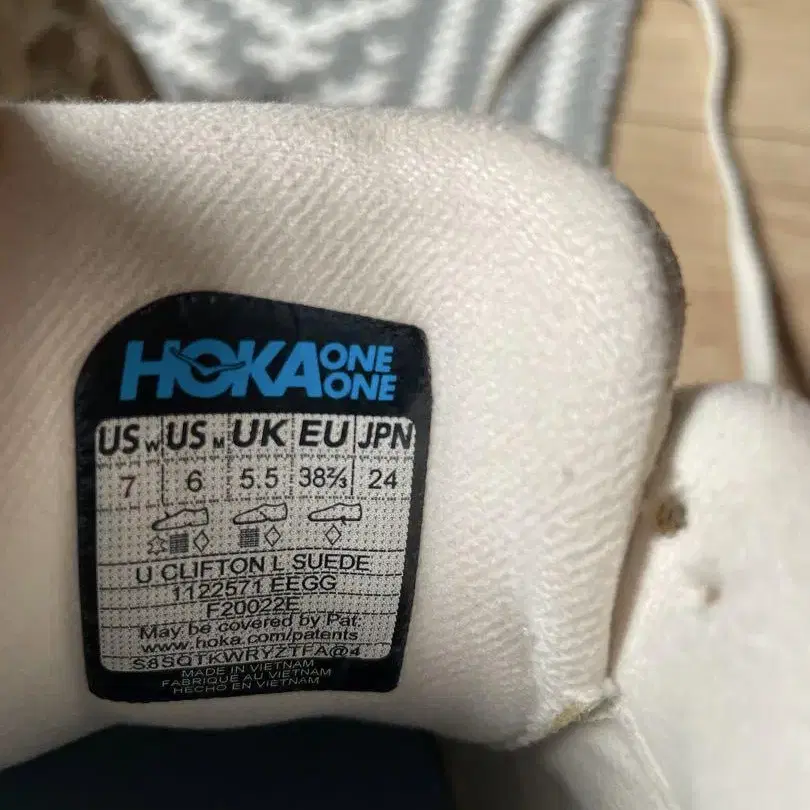 HOKA ONE ONE
US W US M UK EU JPN
7 6 5.5 38⅔ 24
U CLIFTON L SUEDE
1122571 EEGG
F20022E
May be covered by Pat:
www.hoka.com/patents
S8SQTKWRYZTFA@4
MADE IN VIETNAM
FABRIQUE AU VIETNAM
HECHO EN VIETNAM